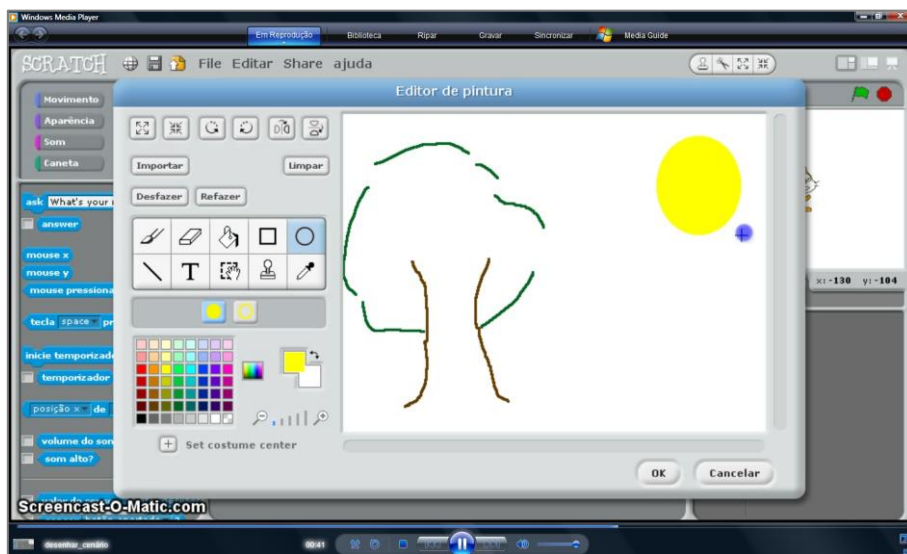 Windows Media Player
Em Reprodução Biblioteca Ripar Gravar Sincronizar Media Guide
SCRATCH File Editar Share ajuda
Editor de pintura
Movimento
Aparência
Som
Caneta
Importar Limpar
Desfazer Refazer
ask What's your
answer
mouse x
mouse y
mouse pressiona
tecla space pr
inicie temporizado
temporizador
posição x de
volume do som
som alto?
T
Set costume center
OK Cancelar
x: -130 y: -104
Screencast-O-Matic.com
desenhar_cenário 00:41